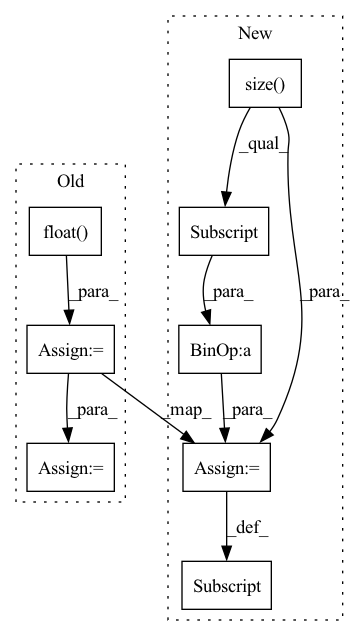 New
size()
_qual_
Old
float()
Subscript
_para_
_para_
_para_
Assign:=
BinOp:a
_para_
_map_
_para_
Assign:=
Assign:=
_def_
Subscript